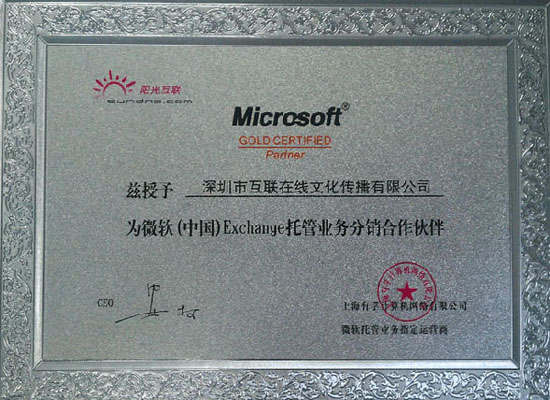 阳光互联
sundns.com
Microsoft®
GOLD CERTIFIED
Partner
兹授予 深圳市互联在线文化传播有限公司
为微软(中国)Exchange托管业务分销合作伙伴
CEO
上海有孚计算机网络有限公司
微软托管业务指定运营商